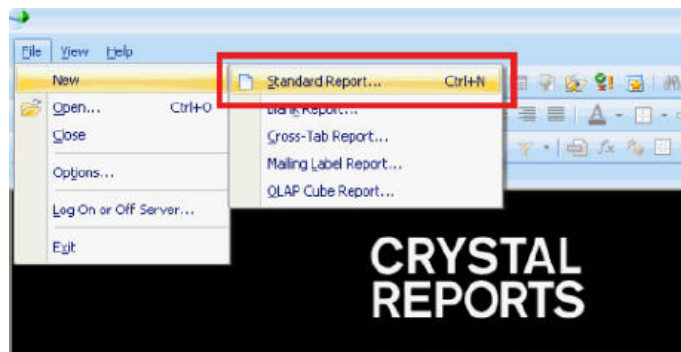 File View Help
New
Open... Ctrl+O
Close
Options...
Log On or Off Server...
Exit
Standard Report... Ctrl+N
Blank Report...
Cross-Tab Report...
Mailing Label Report...
OLAP Cube Report...
CRYSTAL
REPORTS